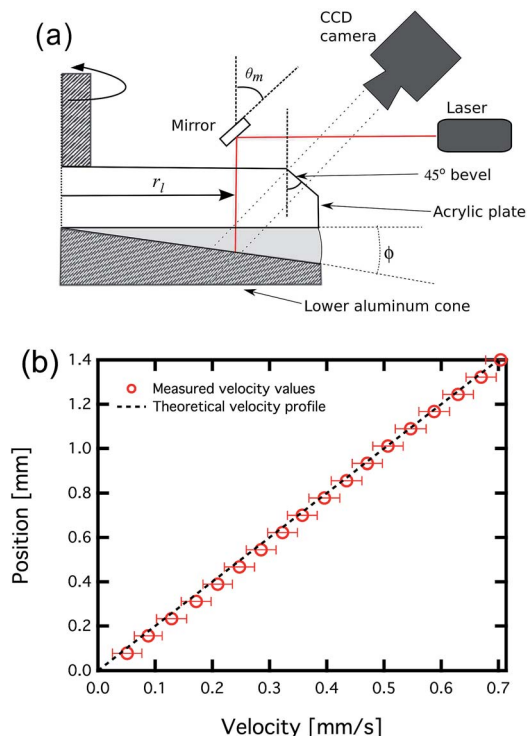 (a)
CCD
camera
θm
Laser
Mirror
45º bevel
rl
Acrylic plate
ϕ
Lower aluminum cone
(b)
1.4
1.2
1.0
0.8
0.6
0.4
0.2
0.0
Position [mm]
Measured velocity values
Theoretical velocity profile
0.0 0.1 0.2 0.3 0.4 0.5 0.6 0.7
Velocity [mm/s]